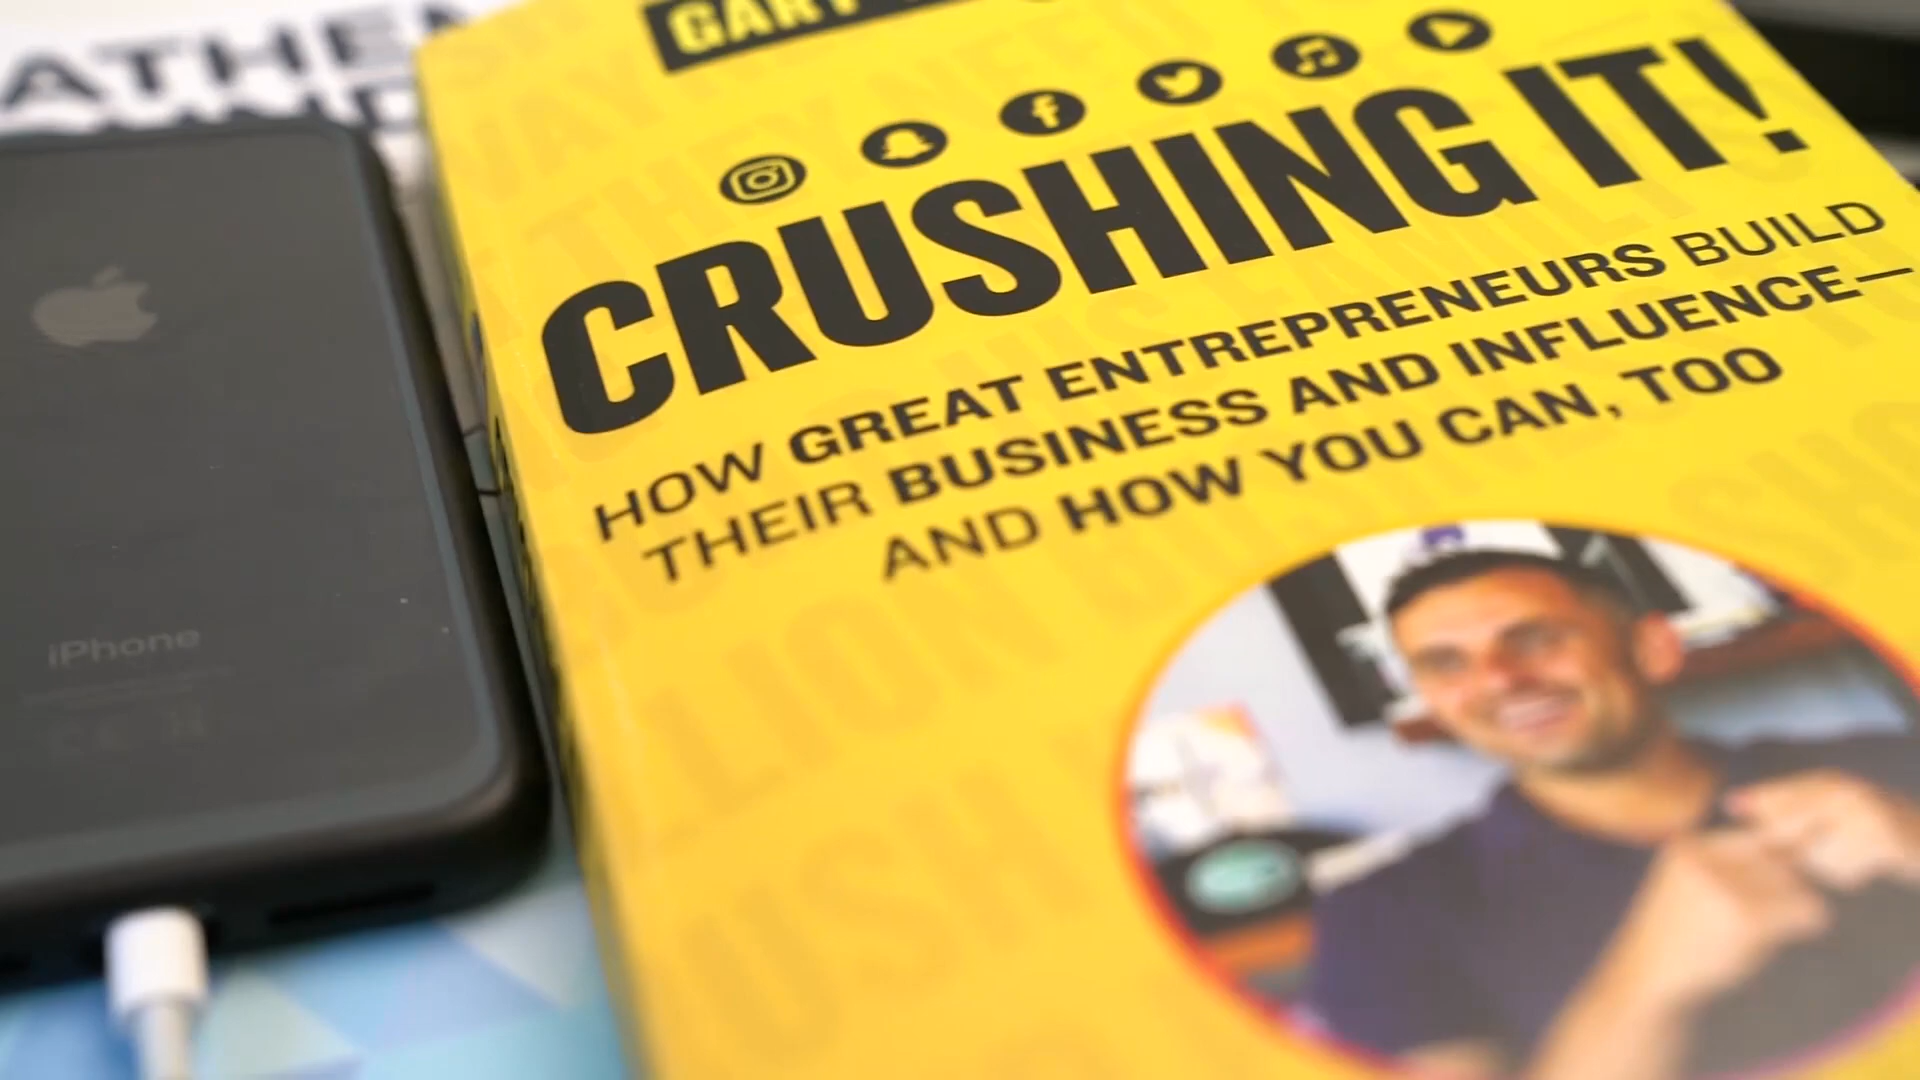 GARY
CRUSHING IT!
HOW GREAT ENTREPRENEURS BUILD
THEIR BUSINESS AND INFLUENCE—
AND HOW YOU CAN, TOO
iPhone